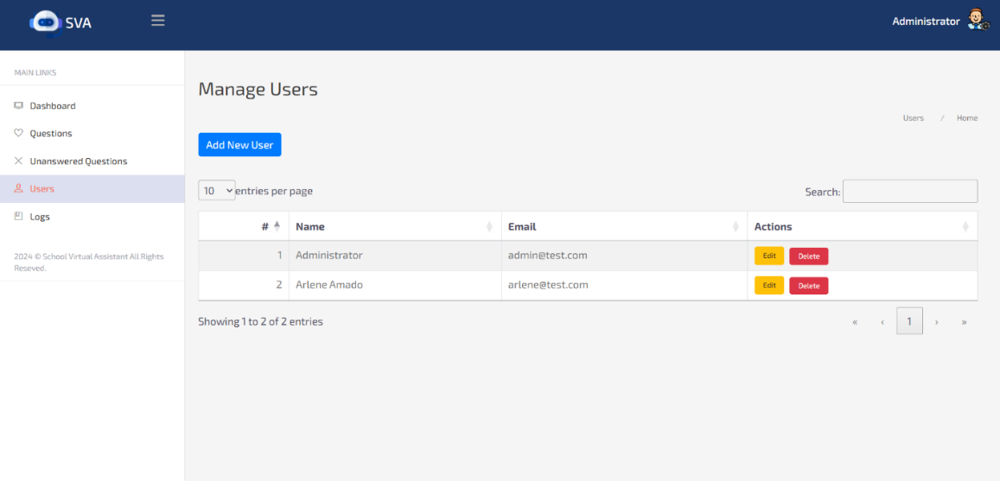 SVA
Administrator
MAIN LINKS
Dashboard
Questions
Unanswered Questions
Users
Logs
2024 © School Virtual Assistant All Rights
Reseved.
Manage Users
Users / Home
Add New User
10 entries per page
Search:
# Name Email Actions
1 Administrator admin@test.com Edit Delete
2 Arlene Amado arlene@test.com Edit Delete
Showing 1 to 2 of 2 entries
« ‹ 1 › »